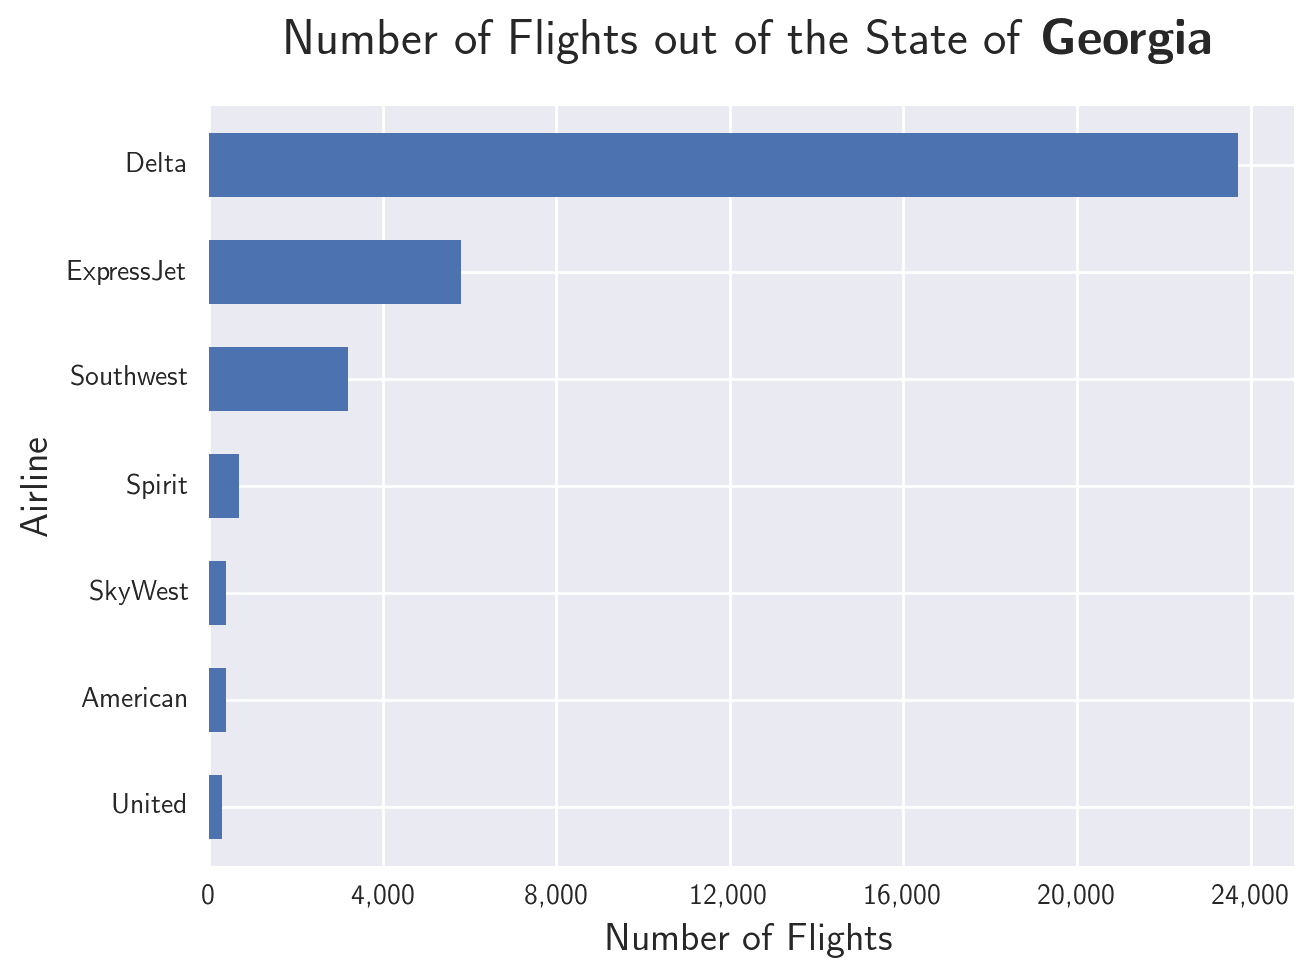 Number of Flights out of the State of Georgia
Delta
ExpressJet
Southwest
Spirit
SkyWest
American
United
Airline
0 4,000 8,000 12,000 16,000 20,000 24,000
Number of Flights